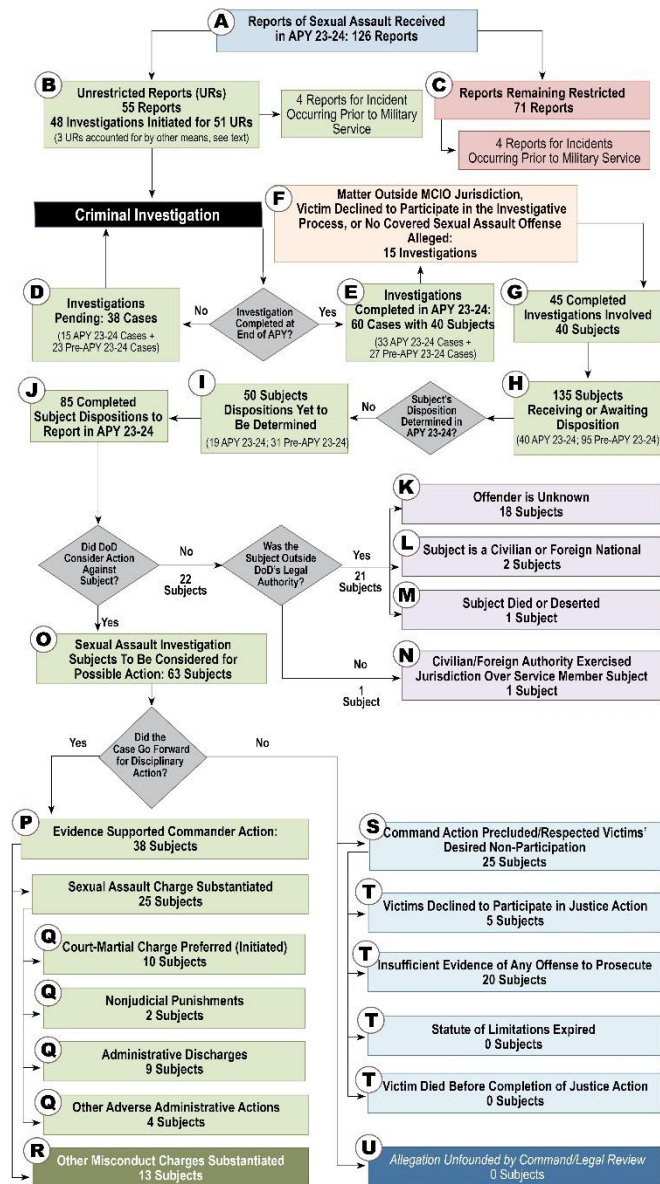 A
Reports of Sexual Assault Received
in APY 23-24: 126 Reports
B
Unrestricted Reports (URs)
55 Reports
48 Investigations Initiated for 51 URs
(3 URs accounted for by other means, see text)
4 Reports for Incident
Occurring Prior to Military
Service
C
Reports Remaining Restricted
71 Reports
4 Reports for Incidents
Occurring Prior to Military
Service
Criminal Investigation
F
Matter Outside MCIO Jurisdiction,
Victim Declined to Participate in the Investigative
Process, or No Covered Sexual Assault Offense
Alleged:
15 Investigations
D
Investigations
Pending: 38 Cases
(15 APY 23-24 Cases +
23 Pre-APY 23-24 Cases)
No
Investigation
Completed at
End of APY?
Yes
E
Investigations
Completed in APY 23-24:
60 Cases with 40 Subjects
(33 APY 23-24 Cases +
27 Pre-APY 23-24 Cases)
G
45 Completed
Investigations Involved
40 Subjects
J
85 Completed
Subject Dispositions to
Report in APY 23-24
I
50 Subjects
Dispositions Yet to
Be Determined
(19 APY 23-24; 31 Pre-APY 23-24)
No
Subject's
Disposition
Determined in
APY 23-24?
H
135 Subjects
Receiving or Awaiting
Disposition
(40 APY 23-24; 95 Pre-APY 23-24)
Did DoD
Consider Action
Against
Subject?
No
22
Subjects
Was the
Subject Outside
DoD's Legal
Authority?
Yes
21
Subjects
K
Offender is Unknown
18 Subjects
L
Subject is a Civilian or Foreign National
2 Subjects
M
Subject Died or Deserted
1 Subject
No
1
Subject
N
Civilian/Foreign Authority Exercised
Jurisdiction Over Service Member Subject
1 Subject
Yes
O
Sexual Assault Investigation
Subjects To Be Considered for
Possible Action: 63 Subjects
Yes
Did the
Case Go Forward
for Disciplinary
Action?
No
P
Evidence Supported Commander Action:
38 Subjects
Sexual Assault Charge Substantiated
25 Subjects
Q
Court-Martial Charge Preferred (Initiated)
10 Subjects
Q
Nonjudicial Punishments
2 Subjects
Q
Administrative Discharges
9 Subjects
Q
Other Adverse Administrative Actions
4 Subjects
R
Other Misconduct Charges Substantiated
13 Subjects
S
Command Action Precluded/Respected Victims'
Desired Non-Participation
25 Subjects
T
Victims Declined to Participate in Justice Action
5 Subjects
T
Insufficient Evidence of Any Offense to Prosecute
20 Subjects
T
Statute of Limitations Expired
0 Subjects
T
Victim Died Before Completion of Justice Action
0 Subjects
U
Allegation Unfounded by Command/Legal Review
0 Subjects